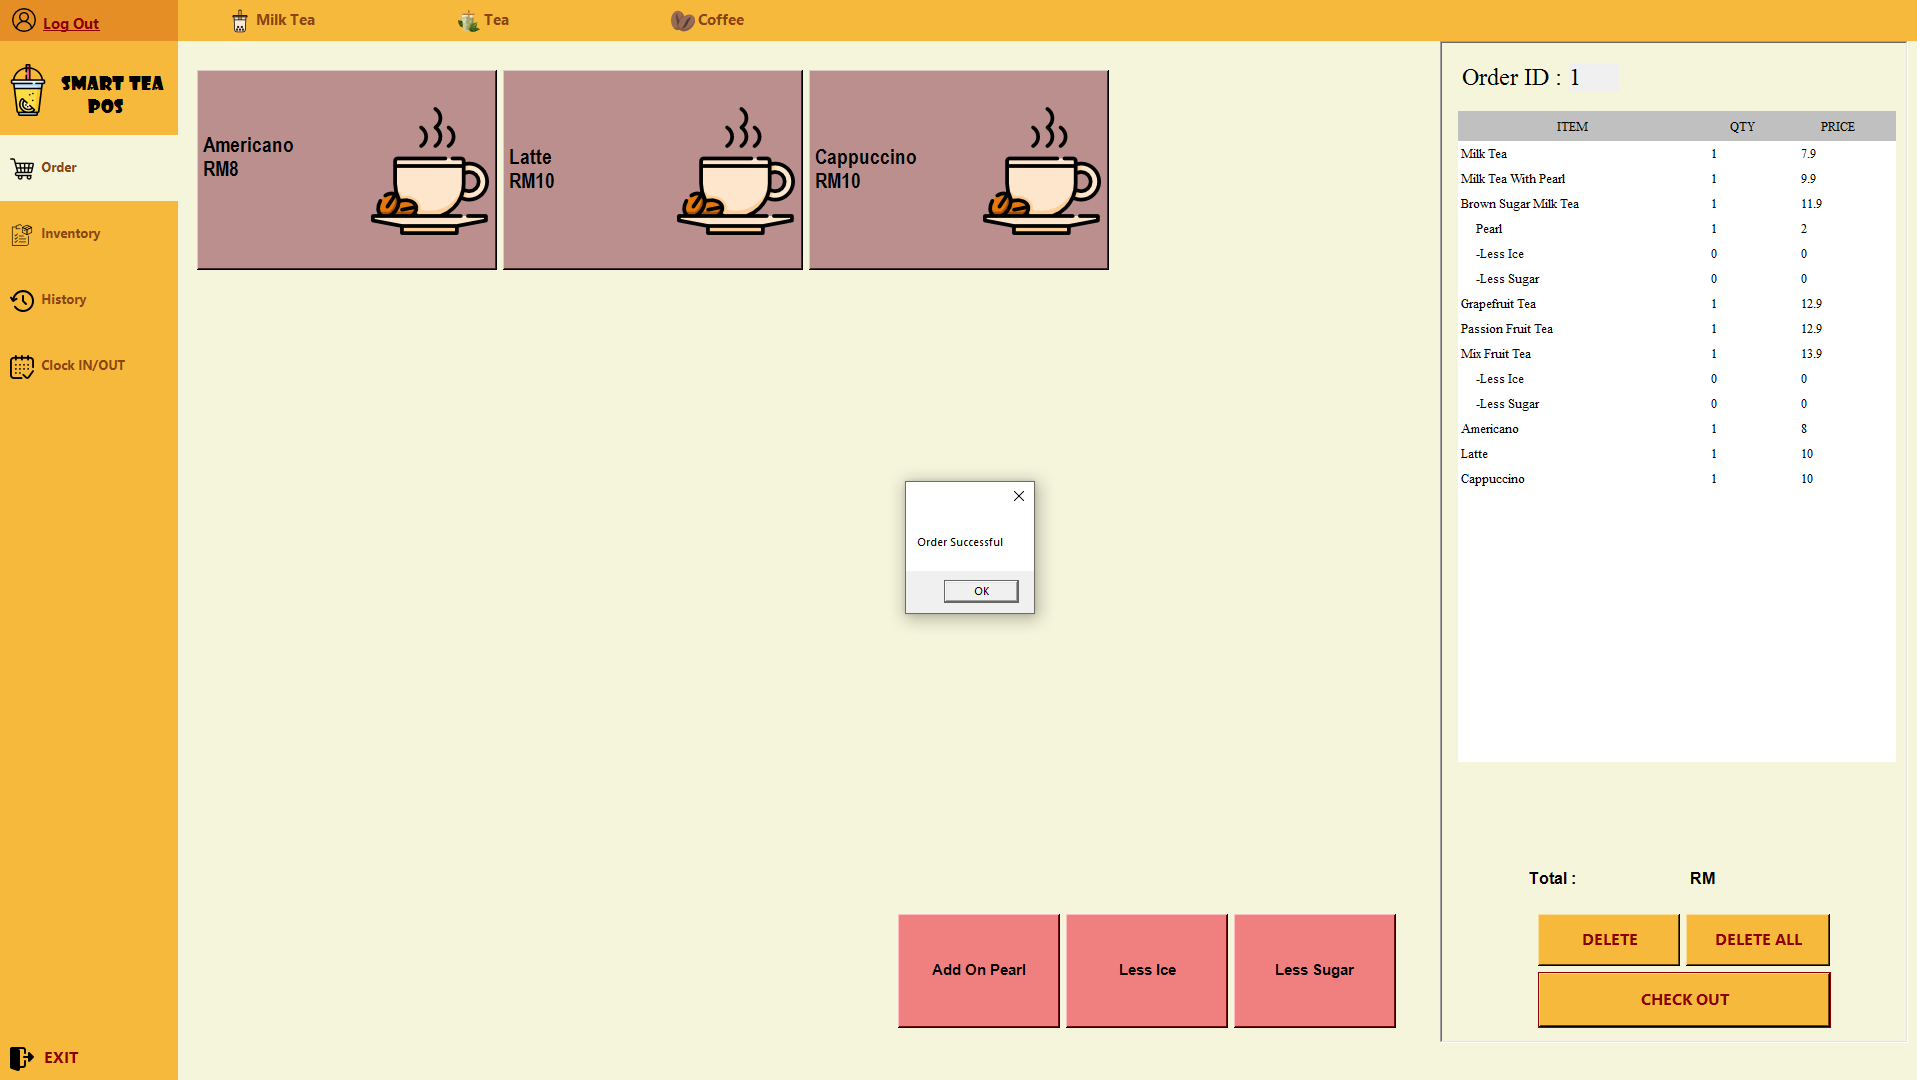 Log Out
Milk Tea
Tea
Coffee
SMART TEA
POS
Order
Inventory
History
Clock IN/OUT
EXIT
Americano
RM8
Latte
RM10
Cappuccino
RM10
Order Successful
OK
Add On Pearl
Less Ice
Less Sugar
Order ID : 1
ITEM QTY PRICE
Milk Tea 1 7.9
Milk Tea With Pearl 1 9.9
Brown Sugar Milk Tea 1 11.9
Pearl 1 2
-Less Ice 0 0
-Less Sugar 0 0
Grapefruit Tea 1 12.9
Passion Fruit Tea 1 12.9
Mix Fruit Tea 1 13.9
-Less Ice 0 0
-Less Sugar 0 0
Americano 1 8
Latte 1 10
Cappuccino 1 10
Total : RM
DELETE
DELETE ALL
CHECK OUT